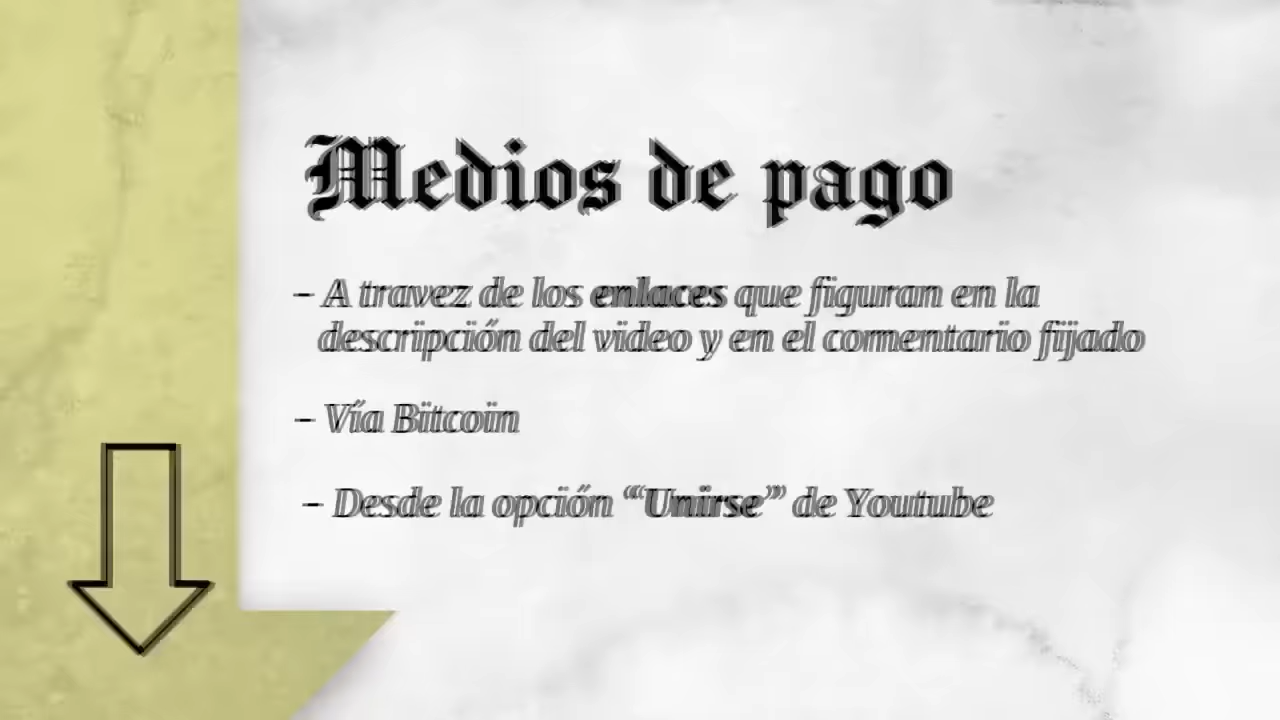 Medios de pago
- A travez de los enlaces que figuran en la
descripción del video y en el comentario fijado
- Vía Bitcoin
- Desde la opción "Unirse" de Youtube